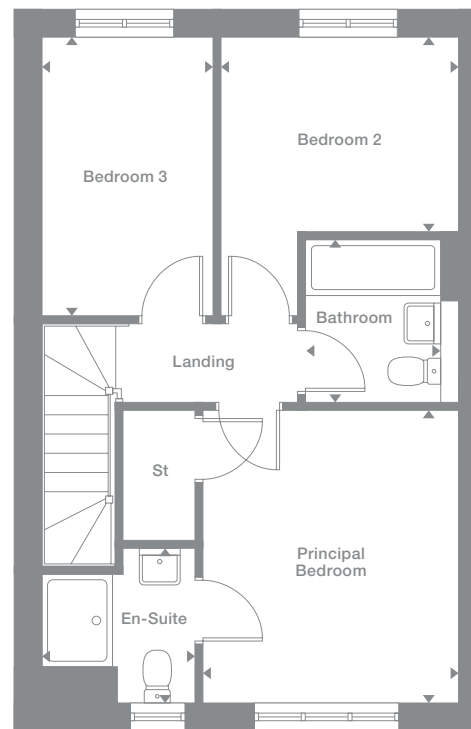 Bedroom 3
Bedroom 2
Bathroom
Landing
St
Principal
Bedroom
En-Suite